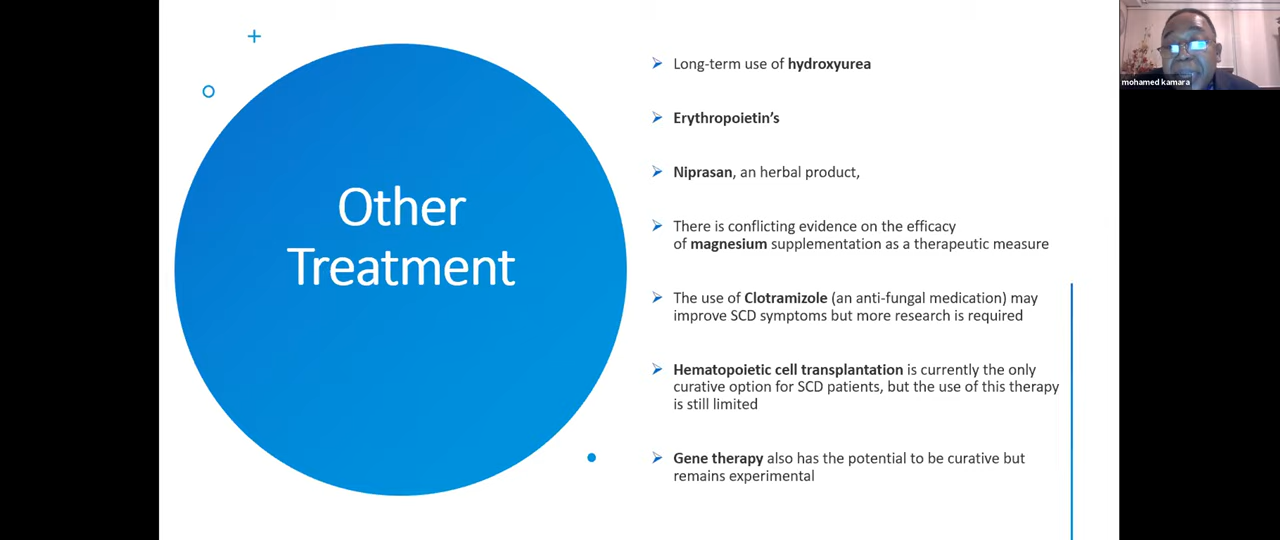 Other
Treatment
Long-term use of hydroxyurea
Erythropoietin’s
Niprasan, an herbal product,
There is conflicting evidence on the efficacy
of magnesium supplementation as a therapeutic measure
The use of Clotramizole (an anti-fungal medication) may
improve SCD symptoms but more research is required
Hematopoietic cell transplantation is currently the only
curative option for SCD patients, but the use of this therapy
is still limited
Gene therapy also has the potential to be curative but
remains experimental
mohamed kamara